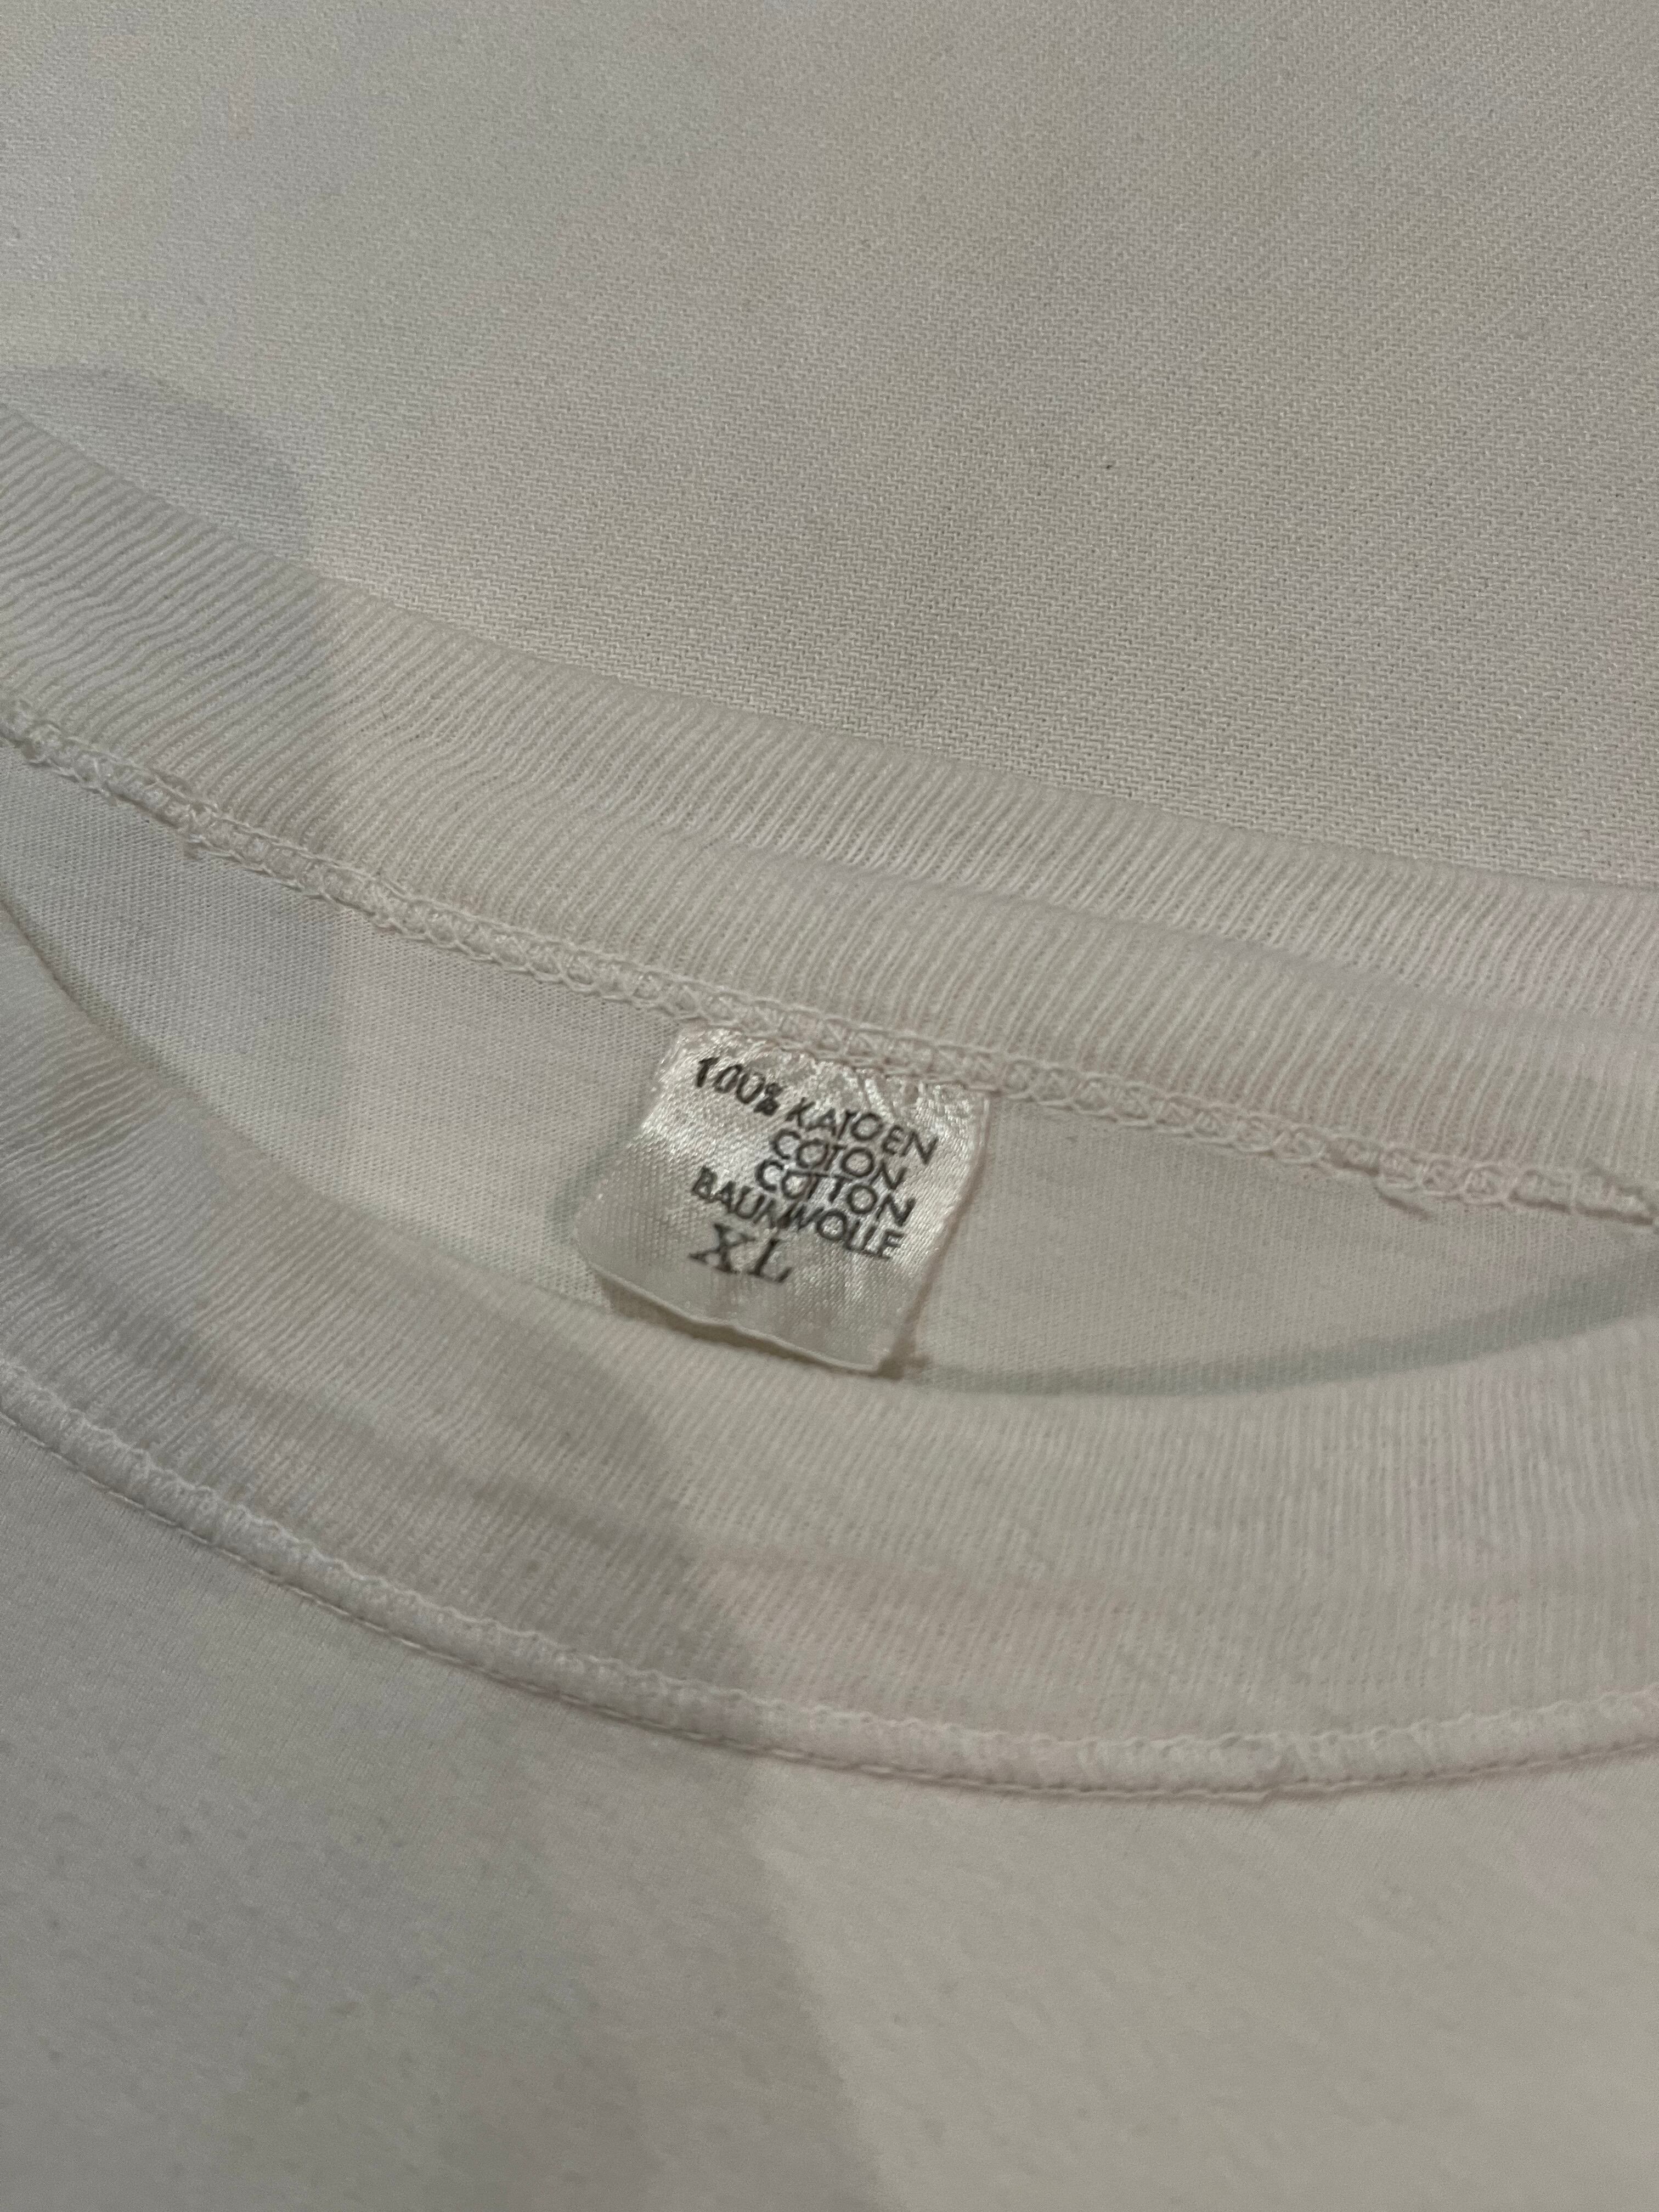 100% KATOEN
COTON
COTTON
BAUMWOLLE
XL